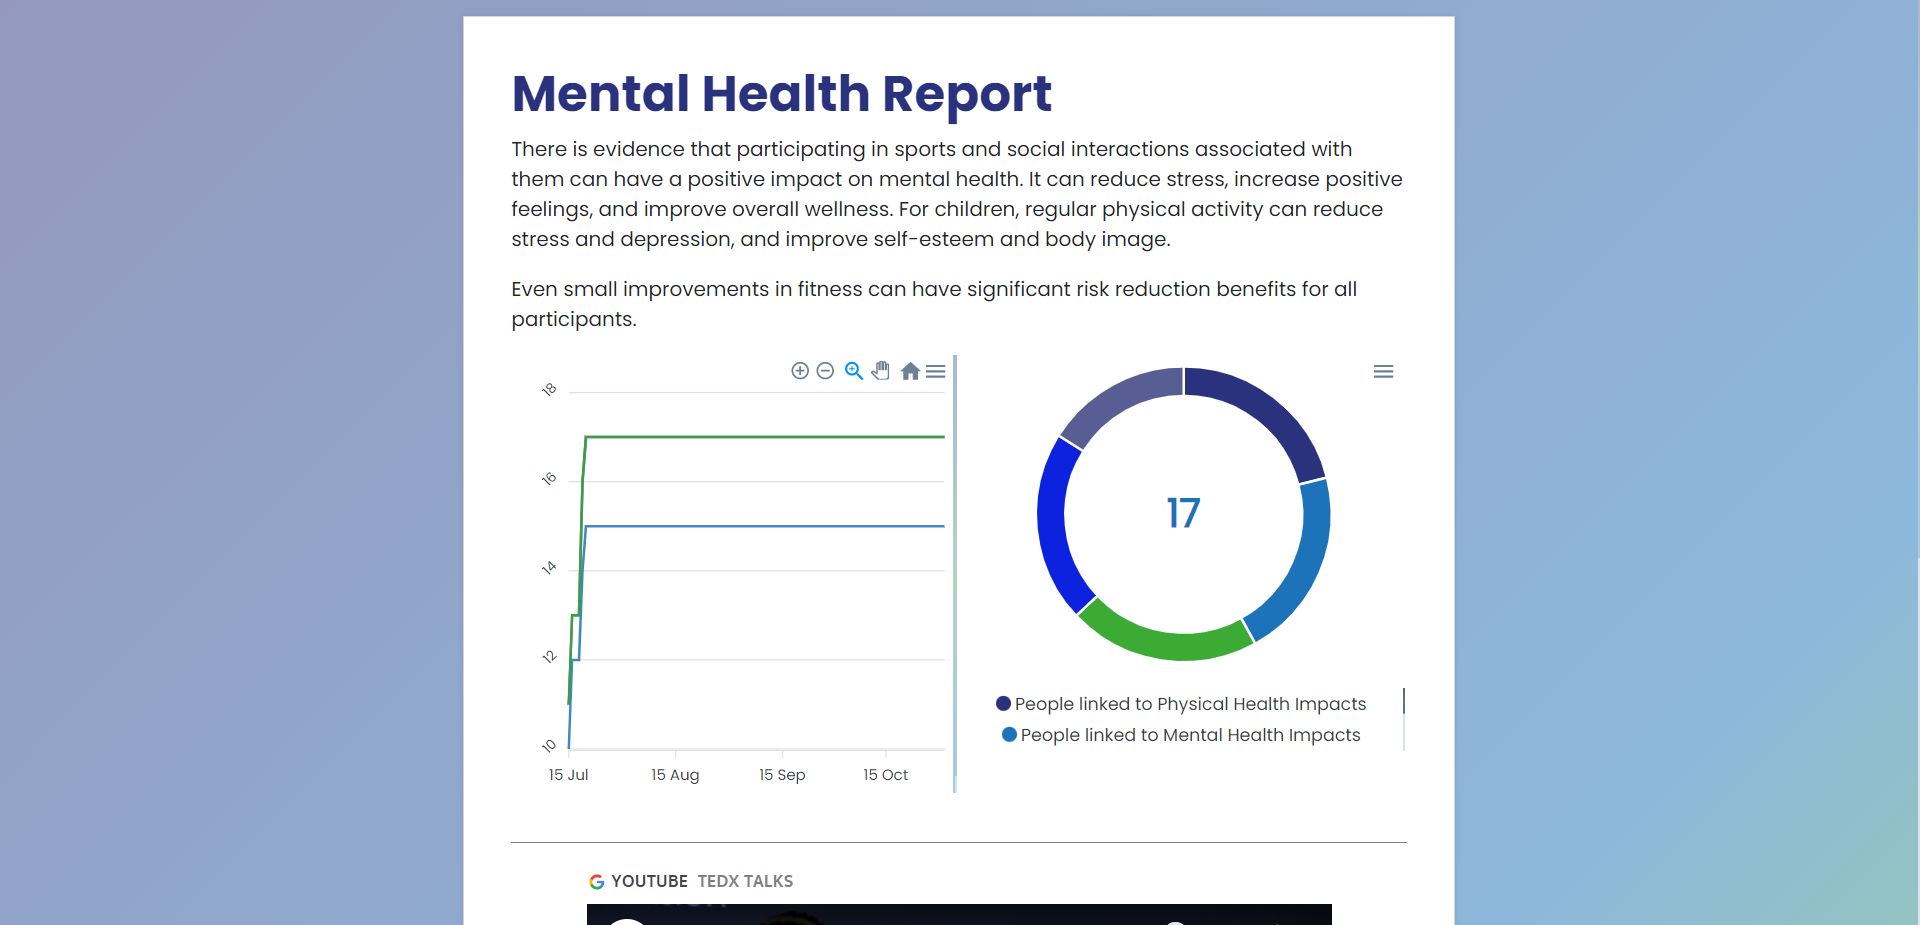 Mental Health Report
There is evidence that participating in sports and social interactions associated with
them can have a positive impact on mental health. It can reduce stress, increase positive
feelings, and improve overall wellness. For children, regular physical activity can reduce
stress and depression, and improve self-esteem and body image.
Even small improvements in fitness can have significant risk reduction benefits for all
participants.
18
16
14
12
10
15 Jul
15 Aug
15 Sep
15 Oct
17
People linked to Physical Health Impacts
People linked to Mental Health Impacts
YOUTUBE TEDX TALKS